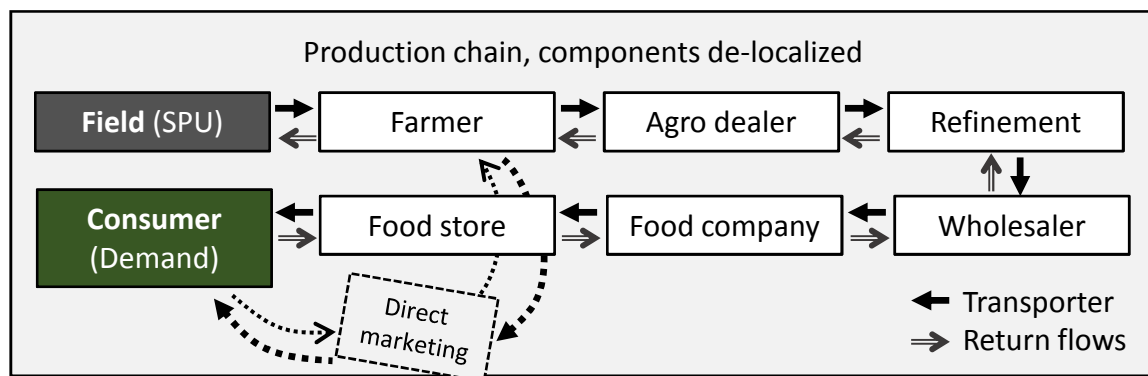 Production chain, components de-localized
Field (SPU)
Farmer
Agro dealer
Refinement
Consumer
(Demand)
Food store
Food company
Wholesaler
Direct
marketing
Transporter
Return flows